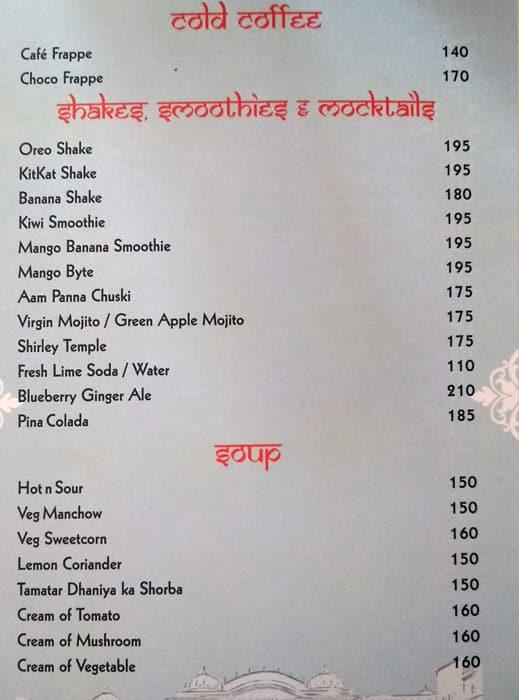 Cold Coffee
Café Frappe 140
Choco Frappe 170
Shakes, Smoothies & Mocktails
Oreo Shake 195
KitKat Shake 195
Banana Shake 180
Kiwi Smoothie 195
Mango Banana Smoothie 195
Mango Byte 195
Aam Panna Chuski 175
Virgin Mojito / Green Apple Mojito 175
Shirley Temple 175
Fresh Lime Soda / Water 110
Blueberry Ginger Ale 210
Pina Colada 185
Soup
Hot n Sour 150
Veg Manchow 150
Veg Sweetcorn 160
Lemon Coriander 150
Tamatar Dhaniya ka Shorba 150
Cream of Tomato 160
Cream of Mushroom 160
Cream of Vegetable 160